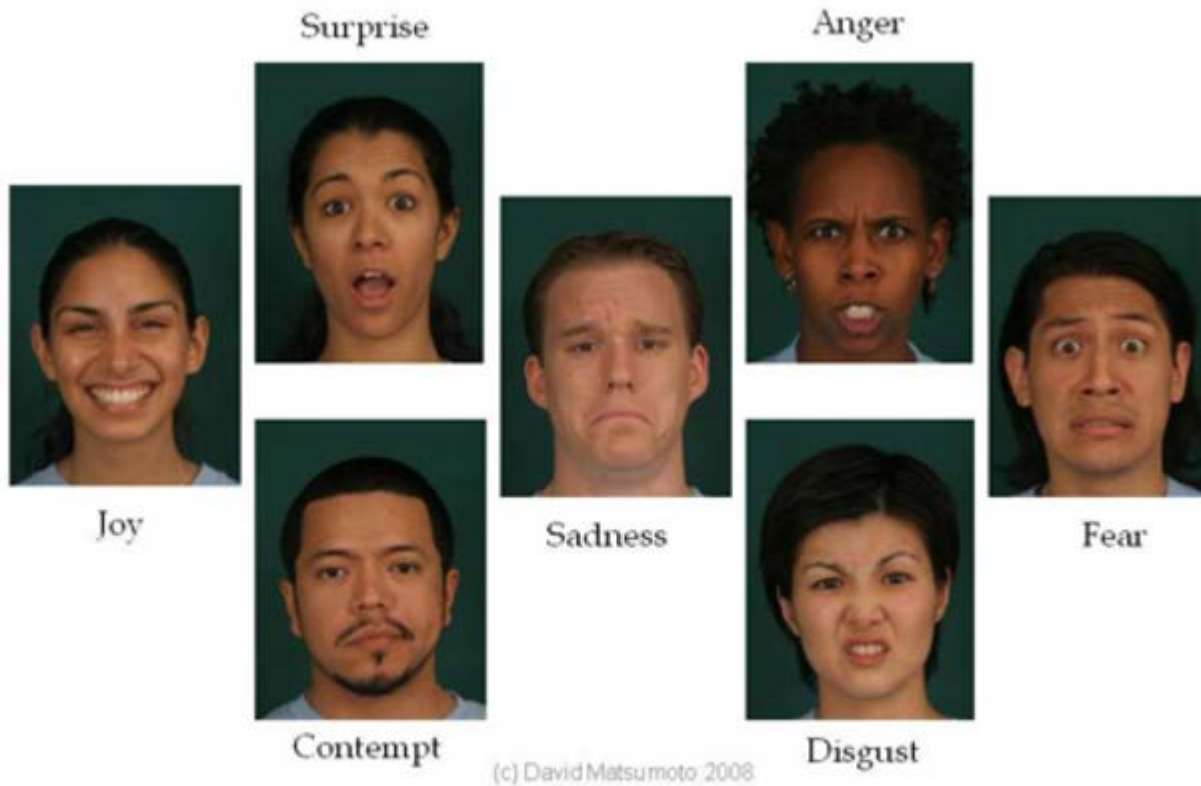 Surprise
Anger
Joy
Sadness
Fear
Contempt
Disgust
(c) David Matsumoto 2008